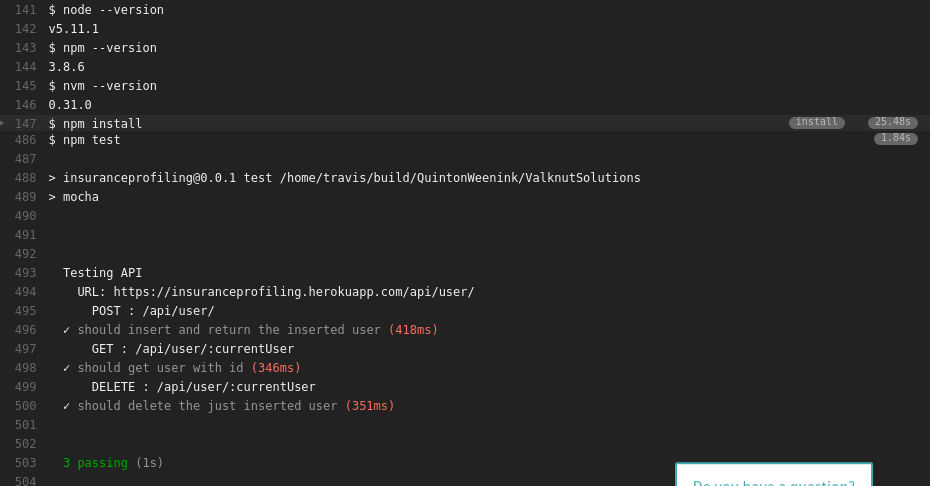 141 $ node --version
142 v5.11.1
143 $ npm --version
144 3.8.6
145 $ nvm --version
146 0.31.0
147 $ npm install install 25.48s
486 $ npm test 1.84s
487
488 > insuranceprofiling@0.0.1 test /home/travis/build/QuintonWeenink/ValknutSolutions
489 > mocha
490
491
492
493 Testing API
494 URL: https://insuranceprofiling.herokuapp.com/api/user/
495 POST : /api/user/
496 ✓ should insert and return the inserted user (418ms)
497 GET : /api/user/:currentUser
498 ✓ should get user with id (346ms)
499 DELETE : /api/user/:currentUser
500 ✓ should delete the just inserted user (351ms)
501
502
503 3 passing (1s)
504
Do you have a question?